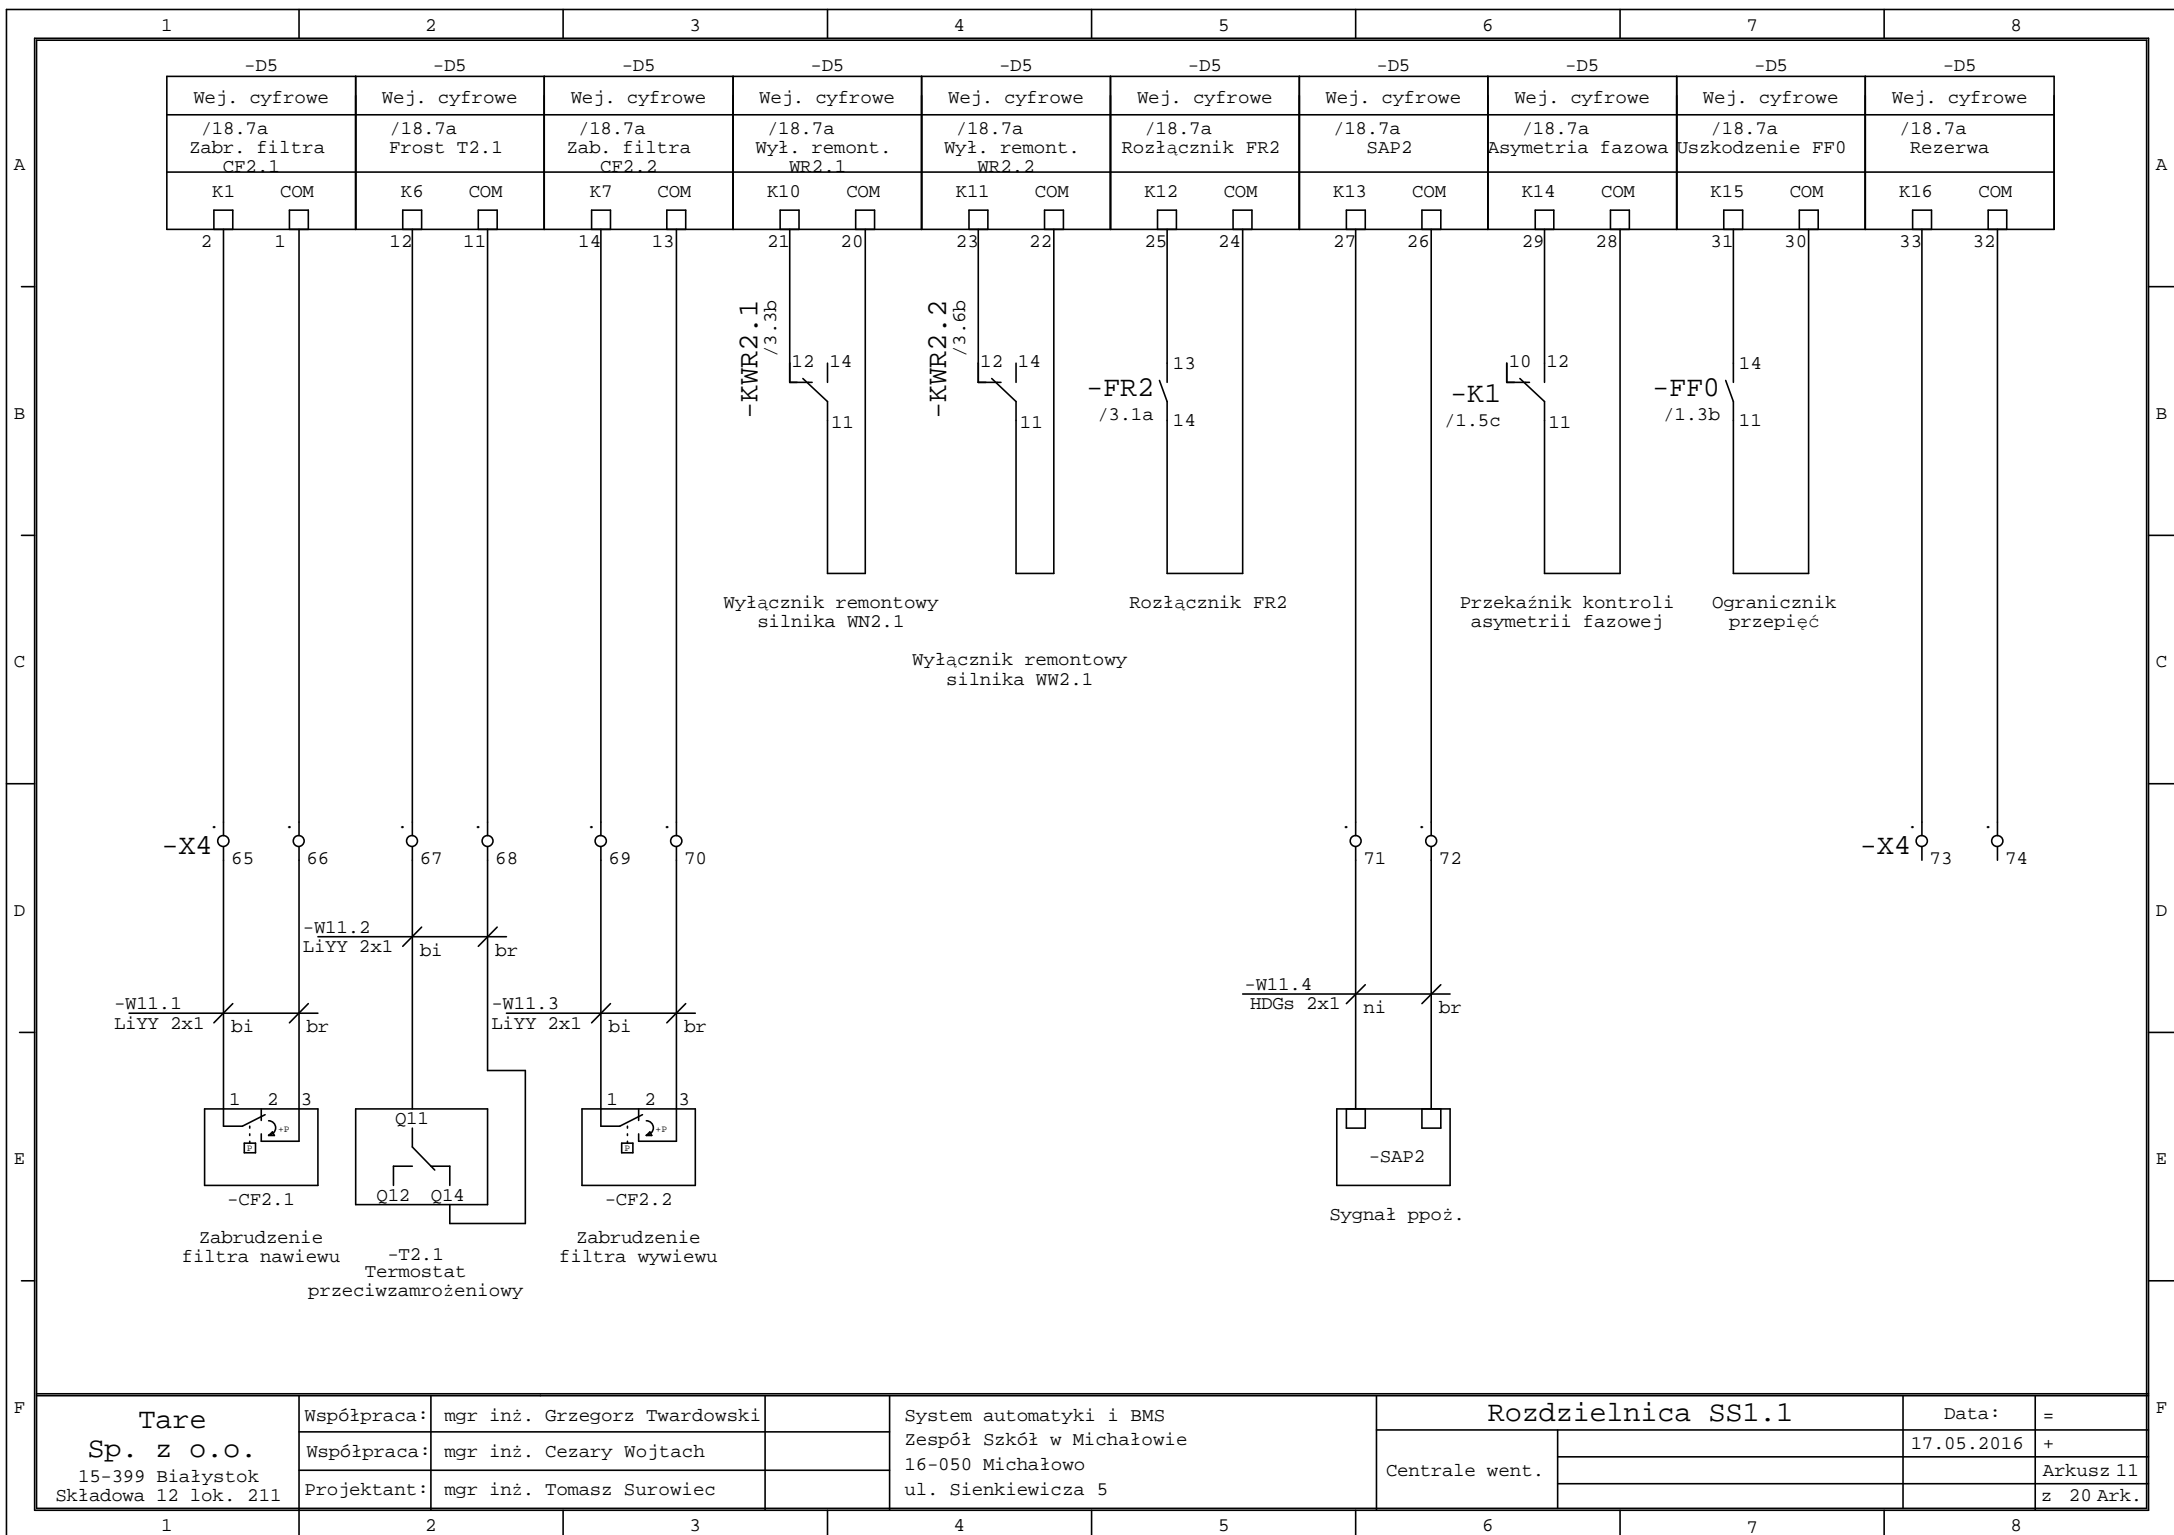 1 2 3 4 5 6 7 8
-D5 -D5 -D5 -D5 -D5 -D5 -D5 -D5 -D5 -D5
Wej. cyfrowe Wej. cyfrowe Wej. cyfrowe Wej. cyfrowe Wej. cyfrowe Wej. cyfrowe Wej. cyfrowe Wej. cyfrowe Wej. cyfrowe Wej. cyfrowe
/18.7a /18.7a /18.7a /18.7a /18.7a /18.7a /18.7a /18.7a /18.7a /18.7a
Zabr. filtra Frost T2.1 Zab. filtra Wył. remont. Wył. remont. Rozłącznik FR2 SAP2 Asymetria fazowa Uszkodzenie FF0 Rezerwa
A CF2.1 CF2.2 WR2.1 WR2.2 A
K1 COM K6 COM K7 COM K10 COM K11 COM K12 COM K13 COM K14 COM K15 COM K16 COM
2 1 12 11 14 13 21 20 23 22 25 24 27 26 29 28 31 30 33 32
-KWR2.1
/3.3b
-KWR2.2
/3.6b
12 14 12 14 13 10 12 14
-FR2 -K1 -FF0
B /3.1a /1.5c /1.3b B
11 11 14 11 11
Wyłącznik remontowy Rozłącznik FR2 Przekaźnik kontroli Ogranicznik
silnika WN2.1 asymetrii fazowej przepięć
C Wyłącznik remontowy C
silnika WW2.1
-X4 -X4
65 66 67 68 69 70 71 72 73 74
D D
-W11.2
LiYY 2x1 bi br
-W11.4
HDGs 2x1 ni br
-W11.1 -W11.3
LiYY 2x1 bi br LiYY 2x1 bi br
1 2 3 1 2 3
Q11
+P +P
P P
E -SAP2 E
Q12 Q14
-CF2.1 -CF2.2
Sygnał ppoż.
Zabrudzenie Zabrudzenie
filtra nawiewu filtra wywiewu
-T2.1
Termostat
przeciwzamrożeniowy
F F
Tare
Sp. z o.o.
15-399 Białystok
Składowa 12 lok. 211
Współpraca: mgr inż. Grzegorz Twardowski
Współpraca: mgr inż. Cezary Wojtach
Projektant: mgr inż. Tomasz Surowiec
System automatyki i BMS
Zespół Szkół w Michałowie
16-050 Michałowo
ul. Sienkiewicza 5
Rozdzielnica SS1.1
Centrale went.
Data: =
17.05.2016 +
Arkusz 11
z 20 Ark.
1 2 3 4 5 6 7 8